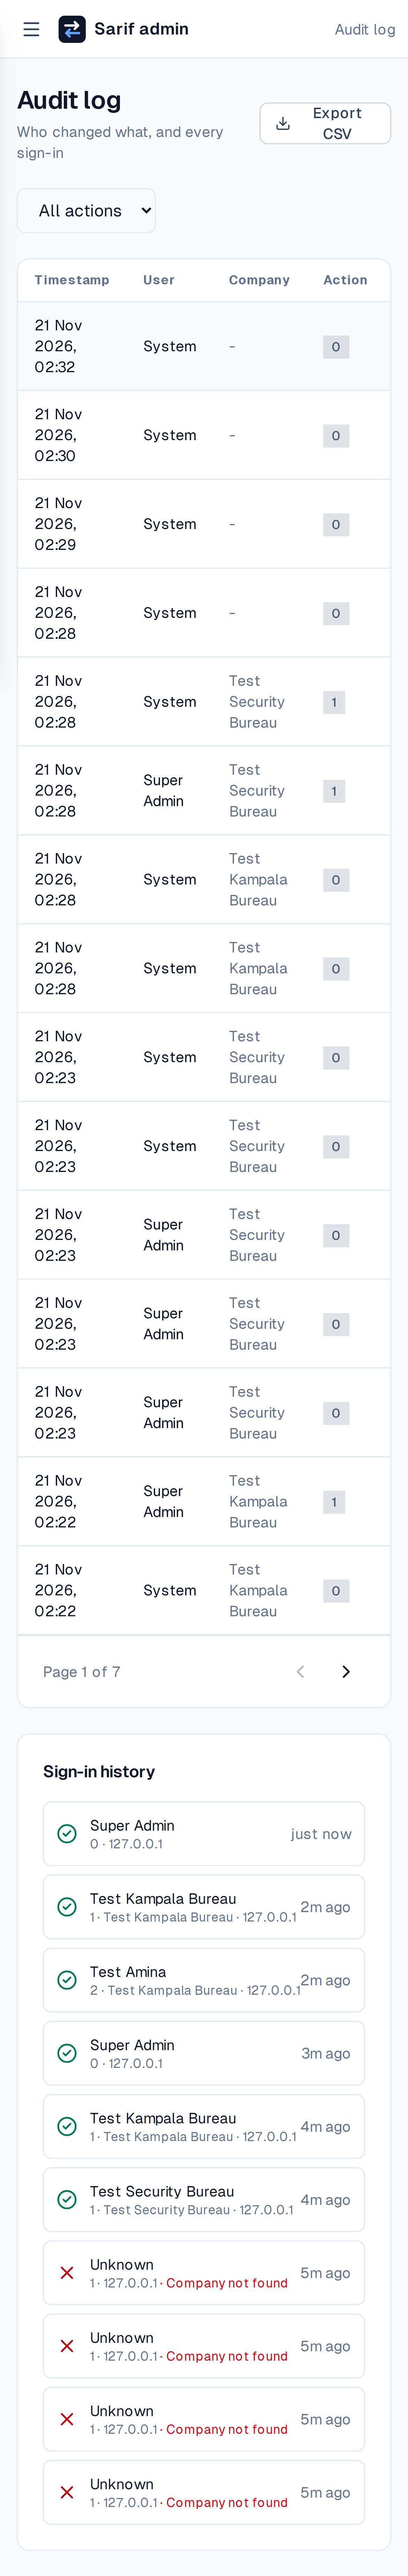 Sarif admin
Audit log
Audit log
Who changed what, and every
sign-in
Export
CSV
All actions
Timestamp User Company Action
21 Nov
2026,
02:32
System
-
0
21 Nov
2026,
02:30
System
-
0
21 Nov
2026,
02:29
System
-
0
21 Nov
2026,
02:28
System
-
0
21 Nov
2026,
02:28
System
Test
Security
Bureau
1
21 Nov
2026,
02:28
Super
Admin
Test
Security
Bureau
1
21 Nov
2026,
02:28
System
Test
Kampala
Bureau
0
21 Nov
2026,
02:28
System
Test
Kampala
Bureau
0
21 Nov
2026,
02:23
System
Test
Security
Bureau
0
21 Nov
2026,
02:23
System
Test
Security
Bureau
0
21 Nov
2026,
02:23
Super
Admin
Test
Security
Bureau
0
21 Nov
2026,
02:23
Super
Admin
Test
Security
Bureau
0
21 Nov
2026,
02:23
Super
Admin
Test
Security
Bureau
0
21 Nov
2026,
02:22
Super
Admin
Test
Kampala
Bureau
1
21 Nov
2026,
02:22
System
Test
Kampala
Bureau
0
Page 1 of 7
Sign-in history
Super Admin
0 · 127.0.0.1
just now
Test Kampala Bureau
1 · Test Kampala Bureau · 127.0.0.1
2m ago
Test Amina
2 · Test Kampala Bureau · 127.0.0.1
2m ago
Super Admin
0 · 127.0.0.1
3m ago
Test Kampala Bureau
1 · Test Kampala Bureau · 127.0.0.1
4m ago
Test Security Bureau
1 · Test Security Bureau · 127.0.0.1
4m ago
Unknown
1 · 127.0.0.1 · Company not found
5m ago
Unknown
1 · 127.0.0.1 · Company not found
5m ago
Unknown
1 · 127.0.0.1 · Company not found
5m ago
Unknown
1 · 127.0.0.1 · Company not found
5m ago